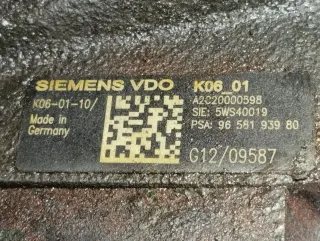 SIEMENS VDO K06_01
K06-01-10/ A2C20000598
SIE: 5WS40019
Made in
Germany PSA: 96 581 939 80
G12/09587